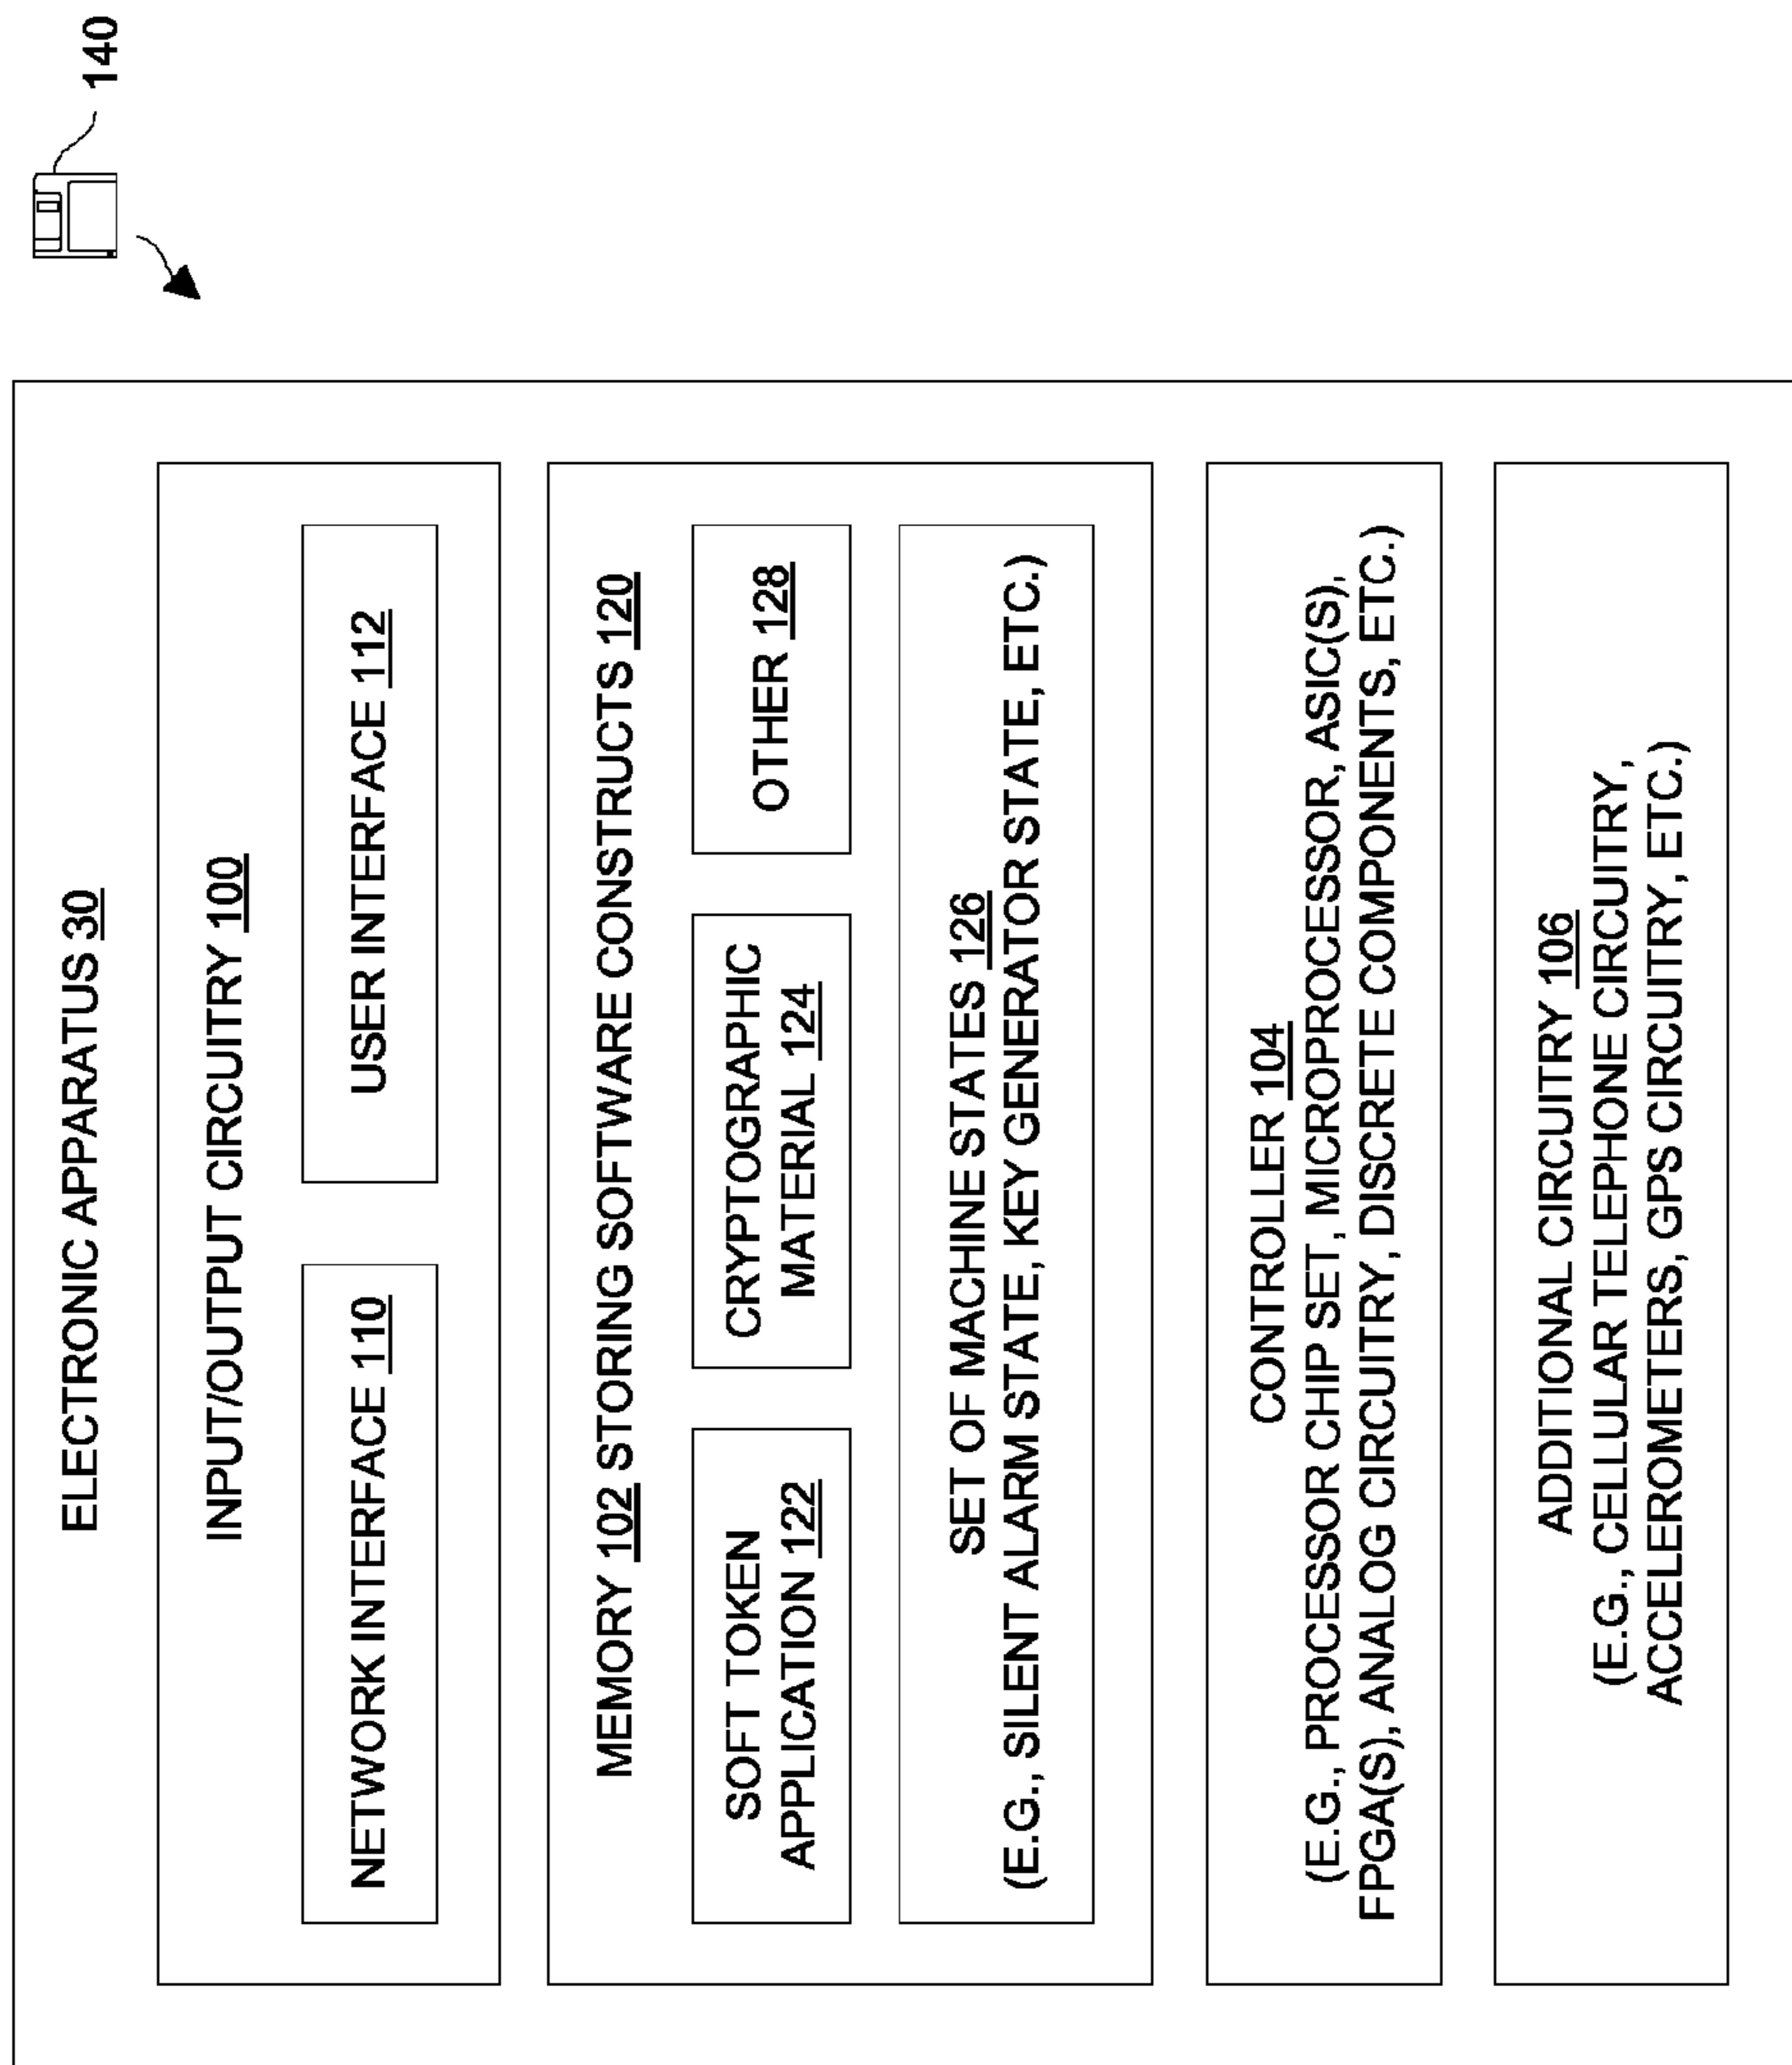 140
ELECTRONIC APPARATUS 30
INPUT/OUTPUT CIRCUITRY 100
NETWORK INTERFACE 110
USER INTERFACE 112
MEMORY 102 STORING SOFTWARE CONSTRUCTS 120
SOFT TOKEN
APPLICATION 122
CRYPTOGRAPHIC
MATERIAL 124
OTHER 128
SET OF MACHINE STATES 126
(E.G., SILENT ALARM STATE, KEY GENERATOR STATE, ETC.)
CONTROLLER 104
(E.G., PROCESSOR CHIP SET, MICROPROCESSOR, ASIC(S),
FPGA(S), ANALOG CIRCUITRY, DISCRETE COMPONENTS, ETC.)
ADDITIONAL CIRCUITRY 106
(E.G., CELLULAR TELEPHONE CIRCUITRY,
ACCELEROMETERS, GPS CIRCUITRY, ETC.)